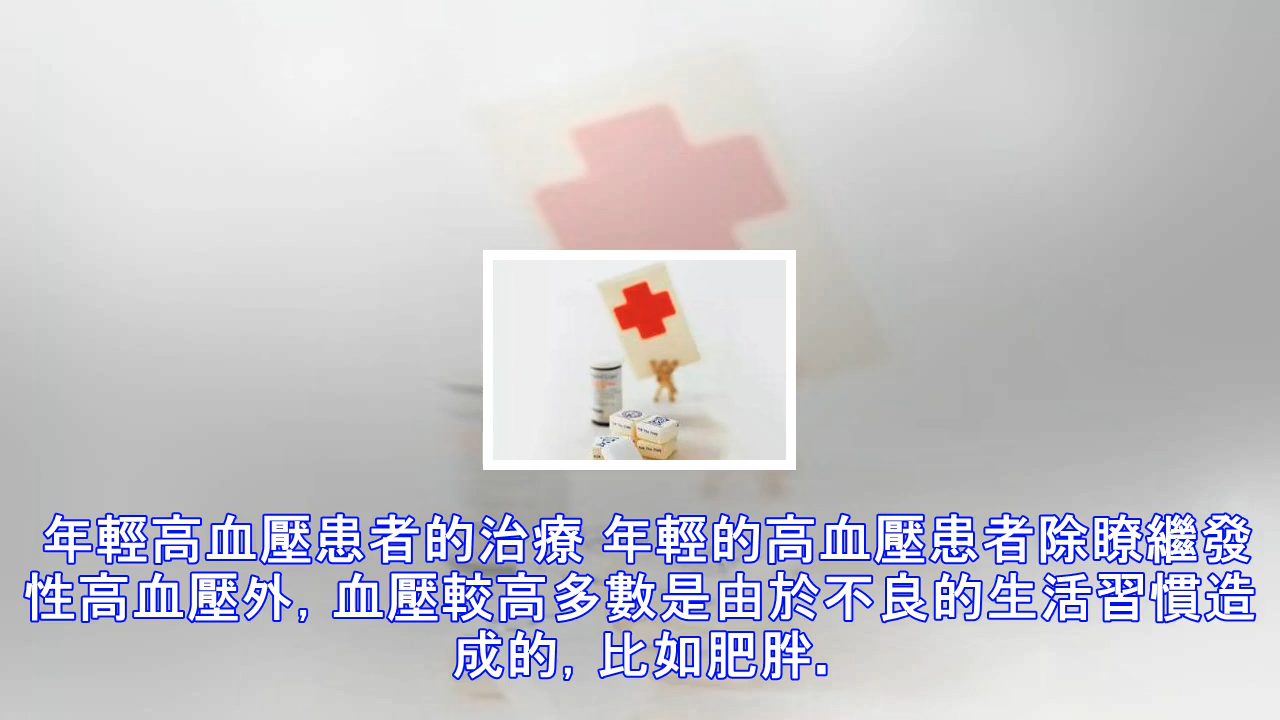 年輕高血壓患者的治療 年輕的高血壓患者除瞭繼發
性高血壓外, 血壓較高多數是由於不良的生活習慣造
成的, 比如肥胖.